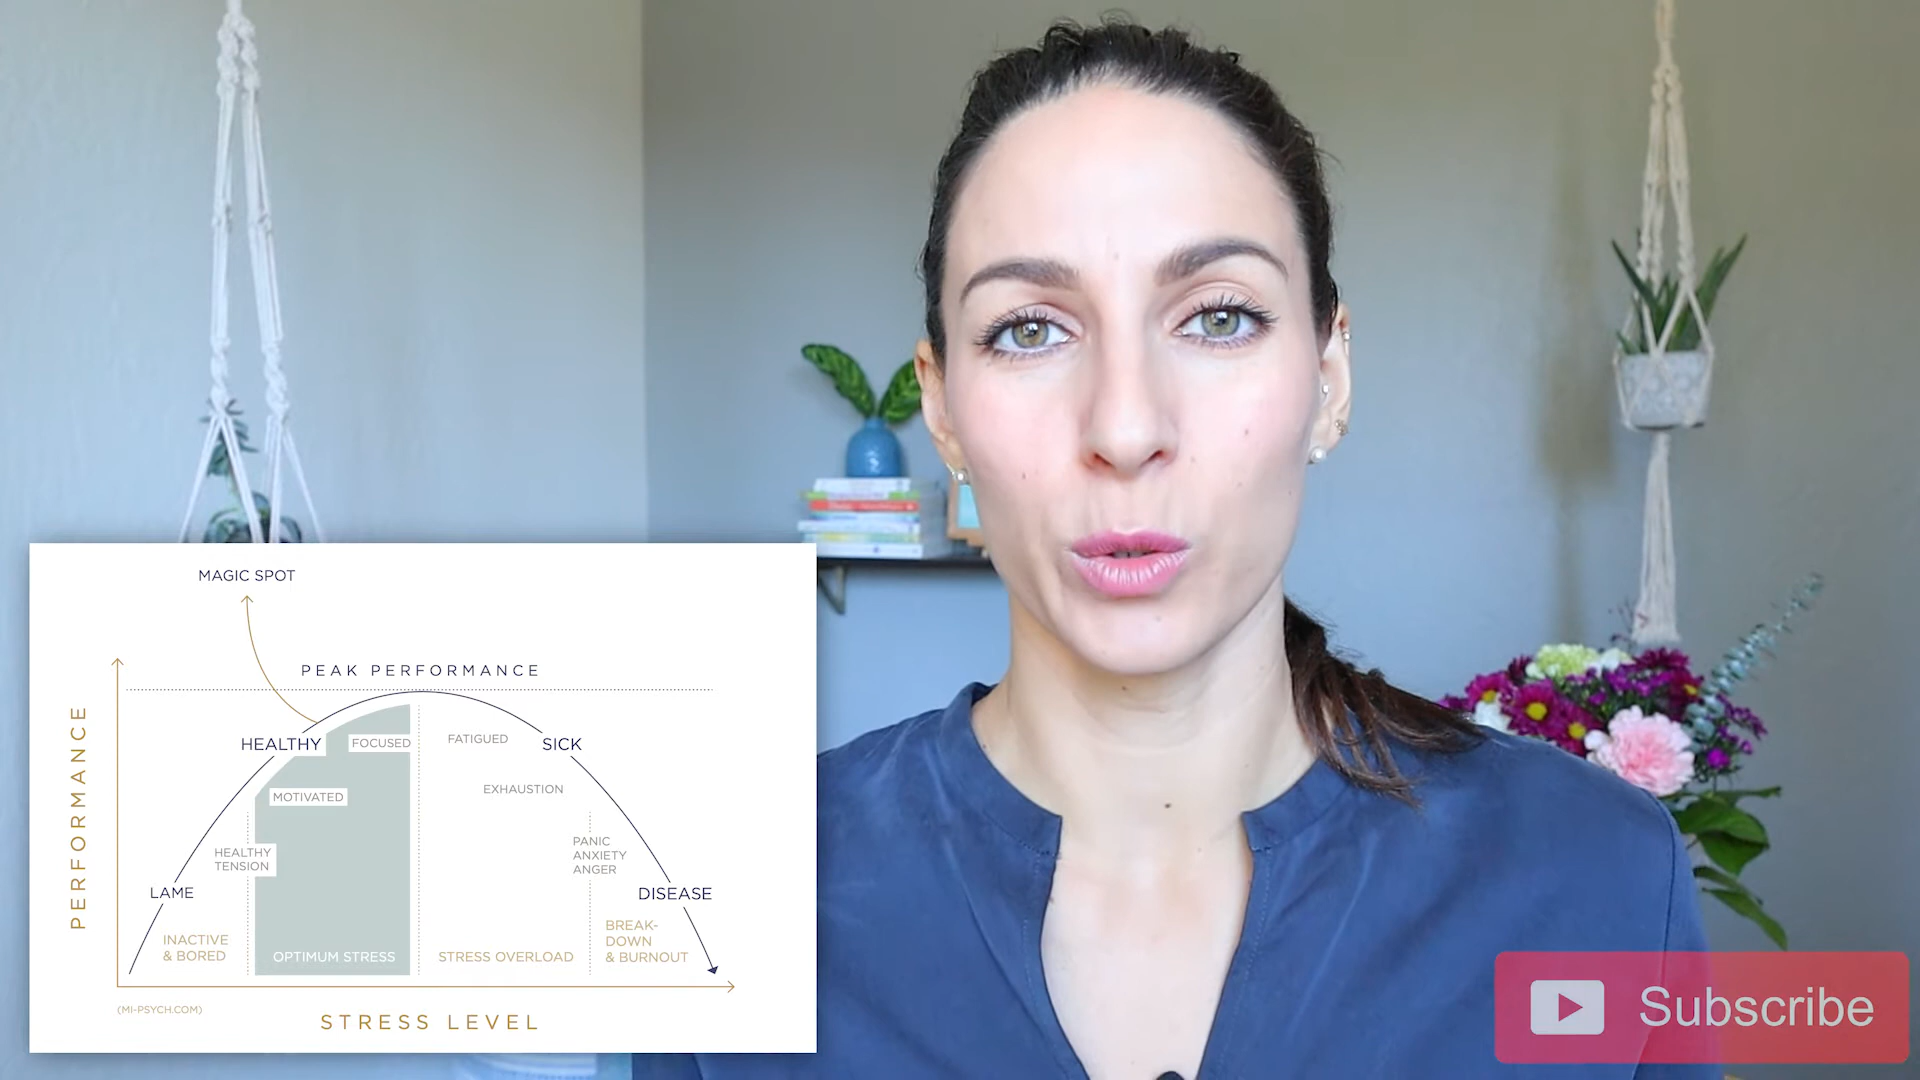 MAGIC SPOT
PEAK PERFORMANCE
PERFORMANCE
HEALTHY
FOCUSED
FATIGUED
SICK
MOTIVATED
EXHAUSTION
HEALTHY
TENSION
PANIC
ANXIETY
ANGER
LAME
DISEASE
INACTIVE
& BORED
OPTIMUM STRESS
STRESS OVERLOAD
BREAK-
DOWN
& BURNOUT
(MI-PSYCH.COM)
STRESS LEVEL
Subscribe